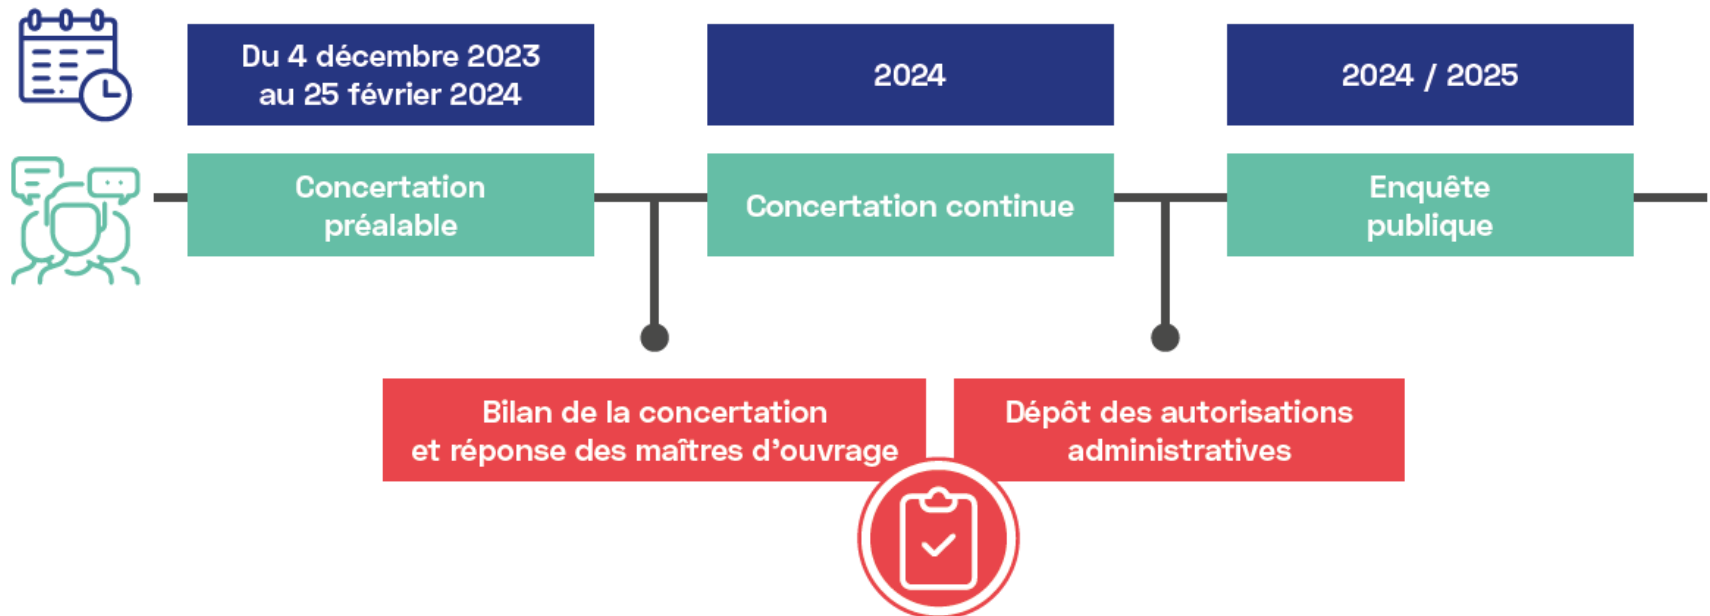 Du 4 décembre 2023
au 25 février 2024
2024
2024 / 2025
Concertation
préalable
Concertation continue
Enquête
publique
Bilan de la concertation
et réponse des maîtres d’ouvrage
Dépôt des autorisations
administratives